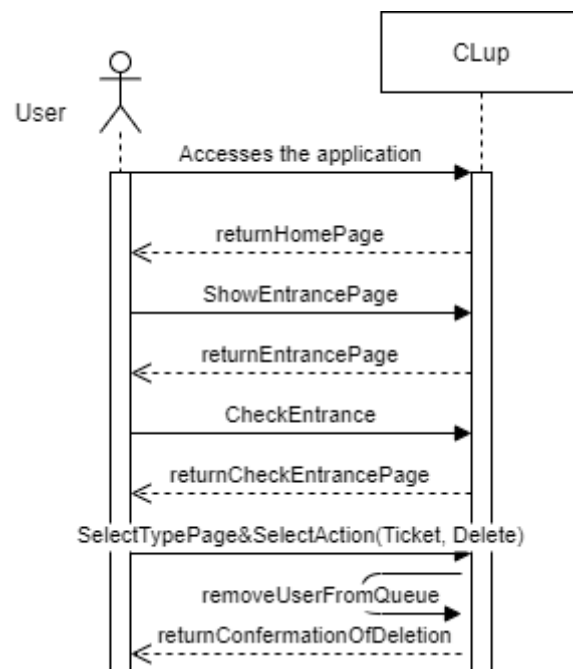 CLup
User
Accesses the application
returnHomePage
ShowEntrancePage
returnEntrancePage
CheckEntrance
returnCheckEntrancePage
SelectTypePage&SelectAction(Ticket, Delete)
removeUserFromQueue
returnConfermationOfDeletion